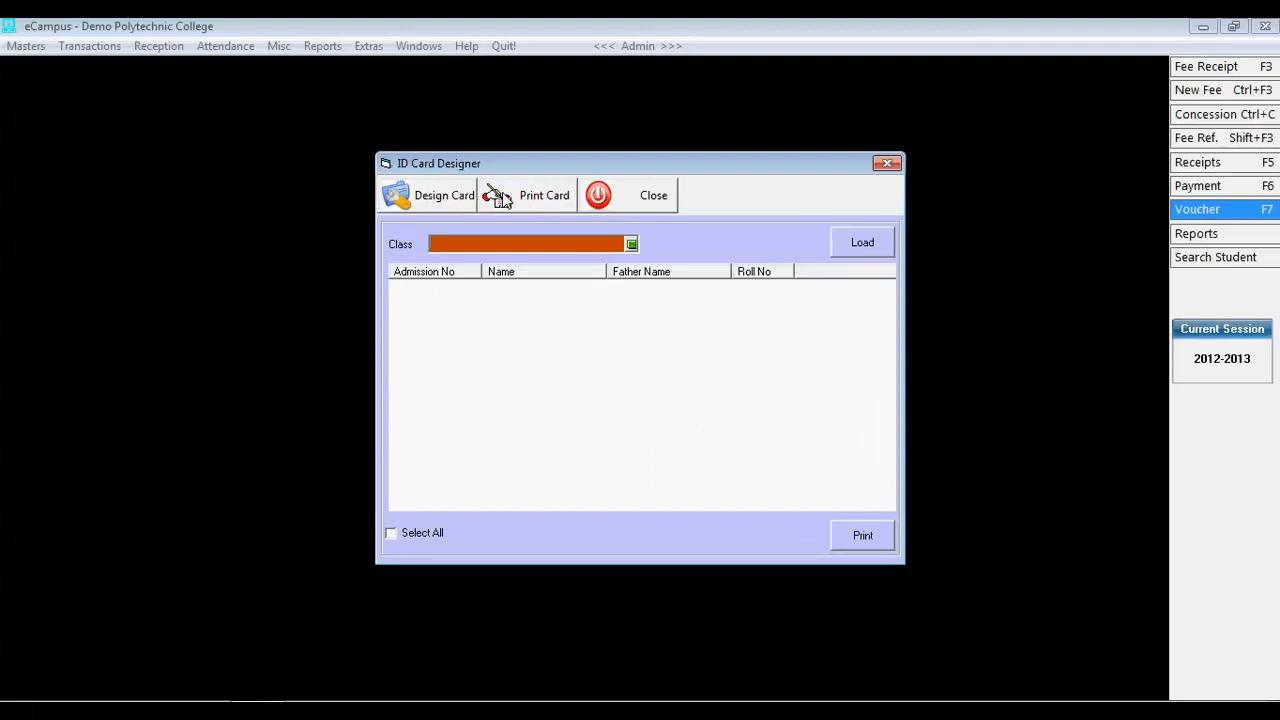 eCampus - Demo Polytechnic College
Masters Transactions Reception Attendance Misc Reports Extras Windows Help Quit! <<< Admin >>>
Fee Receipt F3
New Fee Ctrl+F3
Concession Ctrl+C
Fee Ref. Shift+F3
Receipts F5
Payment F6
Voucher F7
Reports
Search Student
Current Session
2012-2013
ID Card Designer
Design Card Print Card Close
Class Load
Admission No Name Father Name Roll No
Select All Print